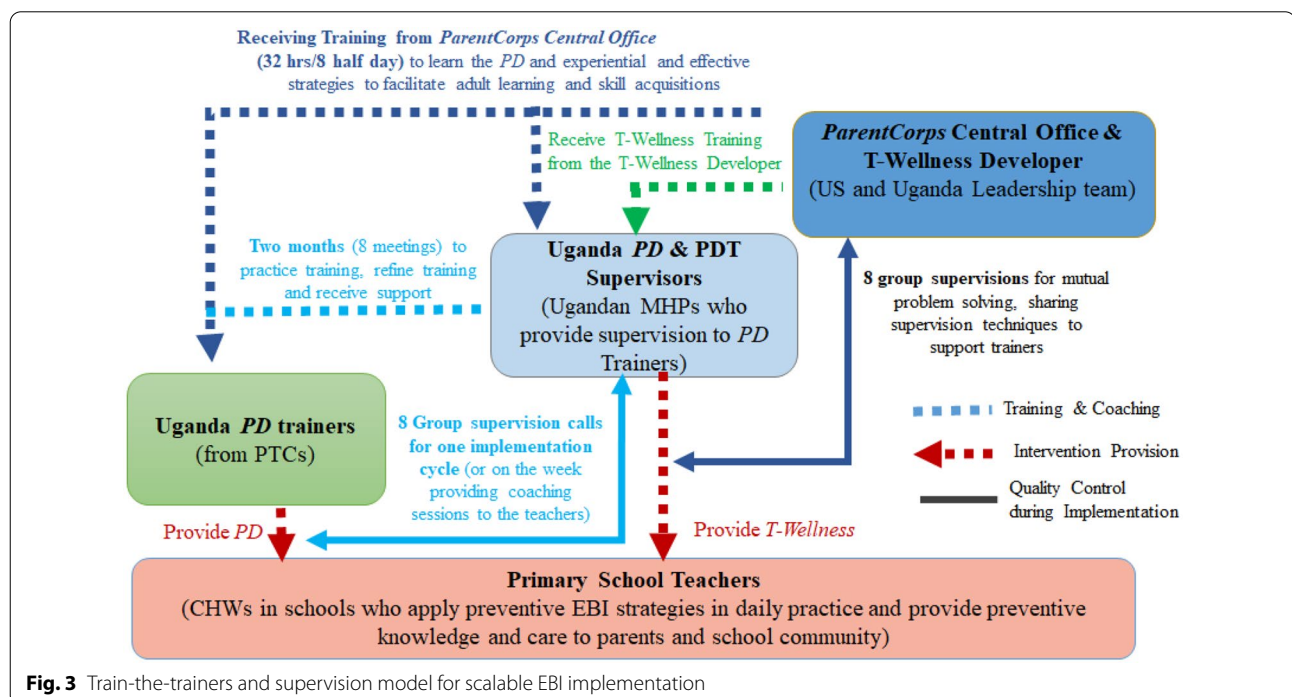 Receiving Training from ParentCorps Central Office
(32 hrs/8 half day) to learn the PD and experiential and effective
strategies to facilitate adult learning and skill acquisitions
Receive T-Wellness Training
from the T-Wellness Developer
ParentCorps Central Office &
T-Wellness Developer
(US and Uganda Leadership team)
Two months (8 meetings) to
practice training, refine training
and receive support
Uganda PD & PDT
Supervisors
(Ugandan MHPs who
provide supervision to PD
Trainers)
8 group supervisions for mutual
problem solving, sharing
supervision techniques to
support trainers
Uganda PD trainers
(from PTCs)
8 Group supervision calls
for one implementation
cycle (or on the week
providing coaching
sessions to the teachers)
Training & Coaching
Intervention Provision
Quality Control
during Implementation
Provide PD
Provide T-Wellness
Primary School Teachers
(CHWs in schools who apply preventive EBI strategies in daily practice and provide preventive
knowledge and care to parents and school community)
Fig. 3 Train-the-trainers and supervision model for scalable EBI implementation